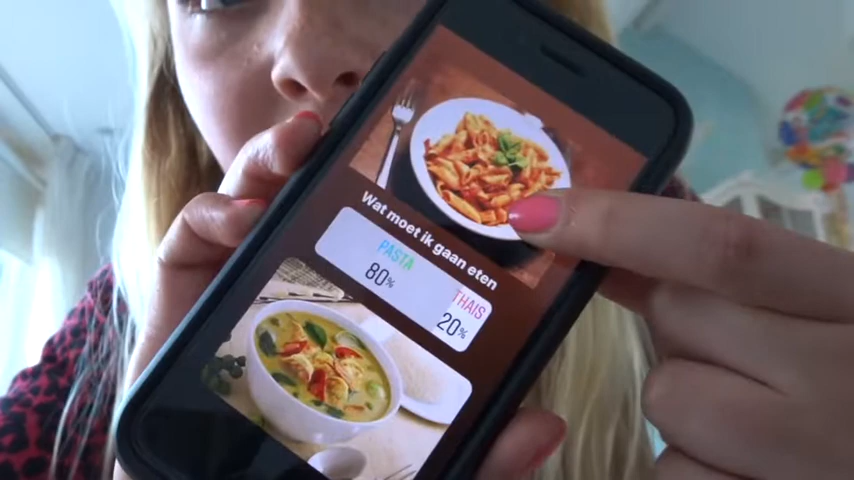 Wat moet ik gaan eten
PASTA
80%
THAIS
20%